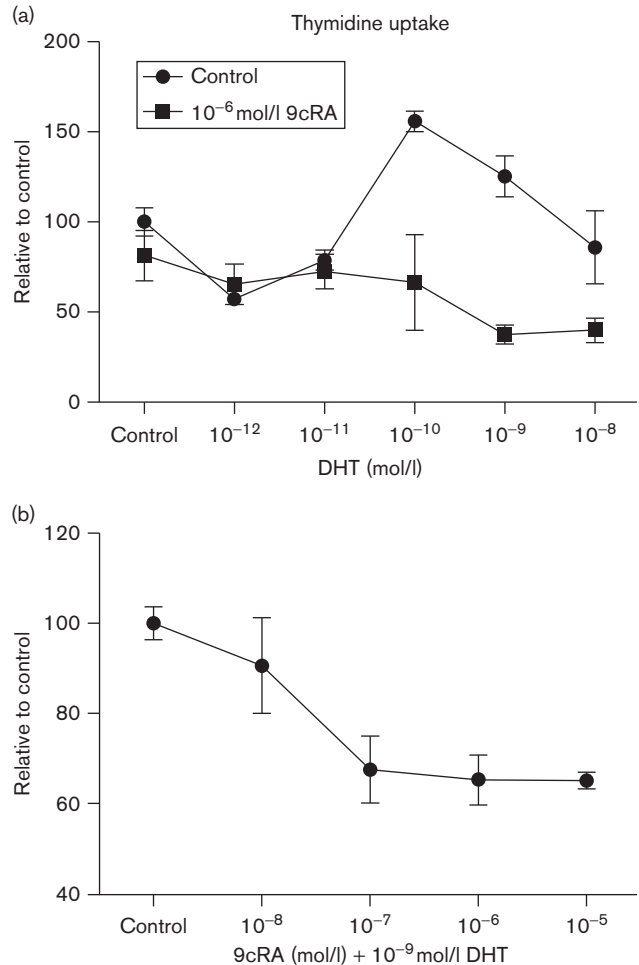 (a)
Thymidine uptake
200
150
100
50
0
Relative to control
Control
10⁻⁶ mol/l 9cRA
Control 10⁻¹² 10⁻¹¹ 10⁻¹⁰ 10⁻⁹ 10⁻⁸
DHT (mol/l)
(b)
120
100
80
60
40
Relative to control
Control 10⁻⁸ 10⁻⁷ 10⁻⁶ 10⁻⁵
9cRA (mol/l) + 10⁻⁹ mol/l DHT